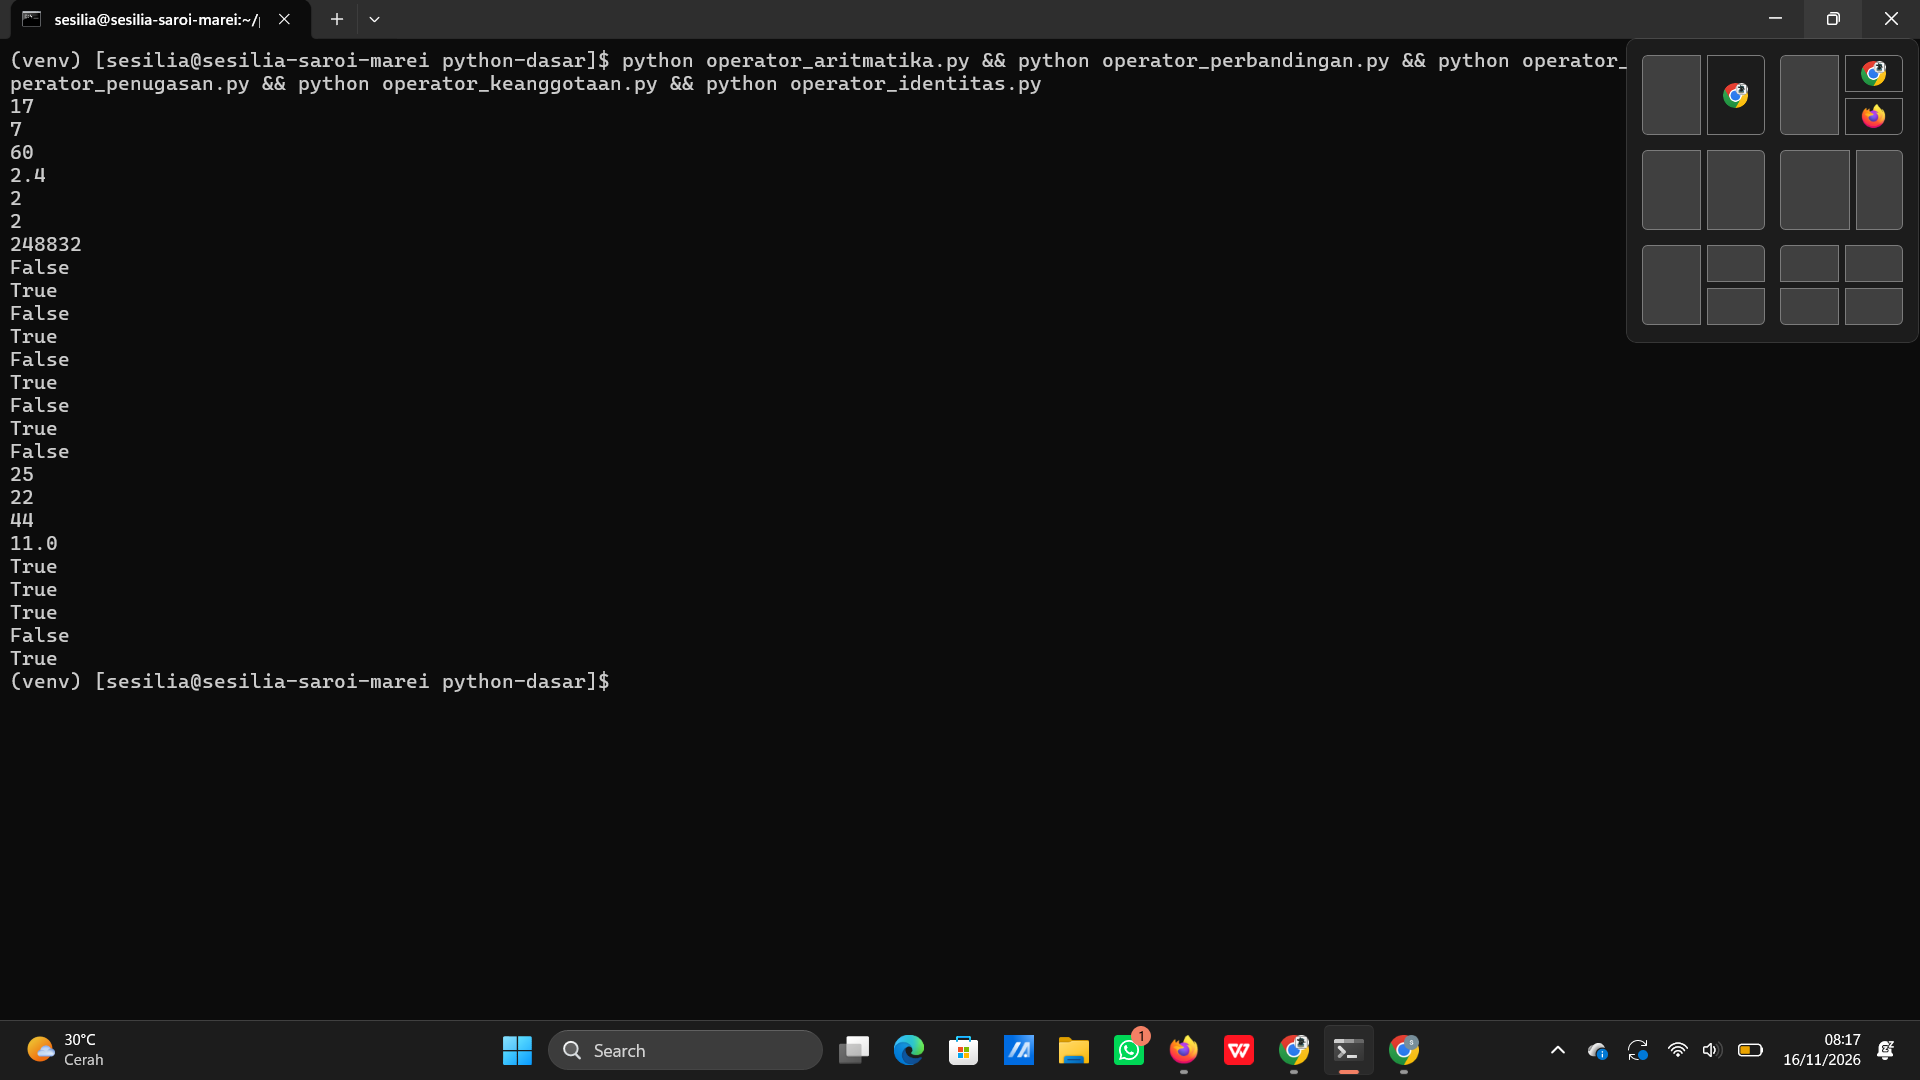 sesilia@sesilia-saroi-marei:~/
(venv) [sesilia@sesilia-saroi-marei python-dasar]$ python operator_aritmatika.py && python operator_perbandingan.py && python operator_
perator_penugasan.py && python operator_keanggotaan.py && python operator_identitas.py
17
7
60
2.4
2
2
248832
False
True
False
True
False
True
False
True
False
25
22
44
11.0
True
True
True
False
True
(venv) [sesilia@sesilia-saroi-marei python-dasar]$
30°C
Cerah
Search
1
08:17
16/11/2026